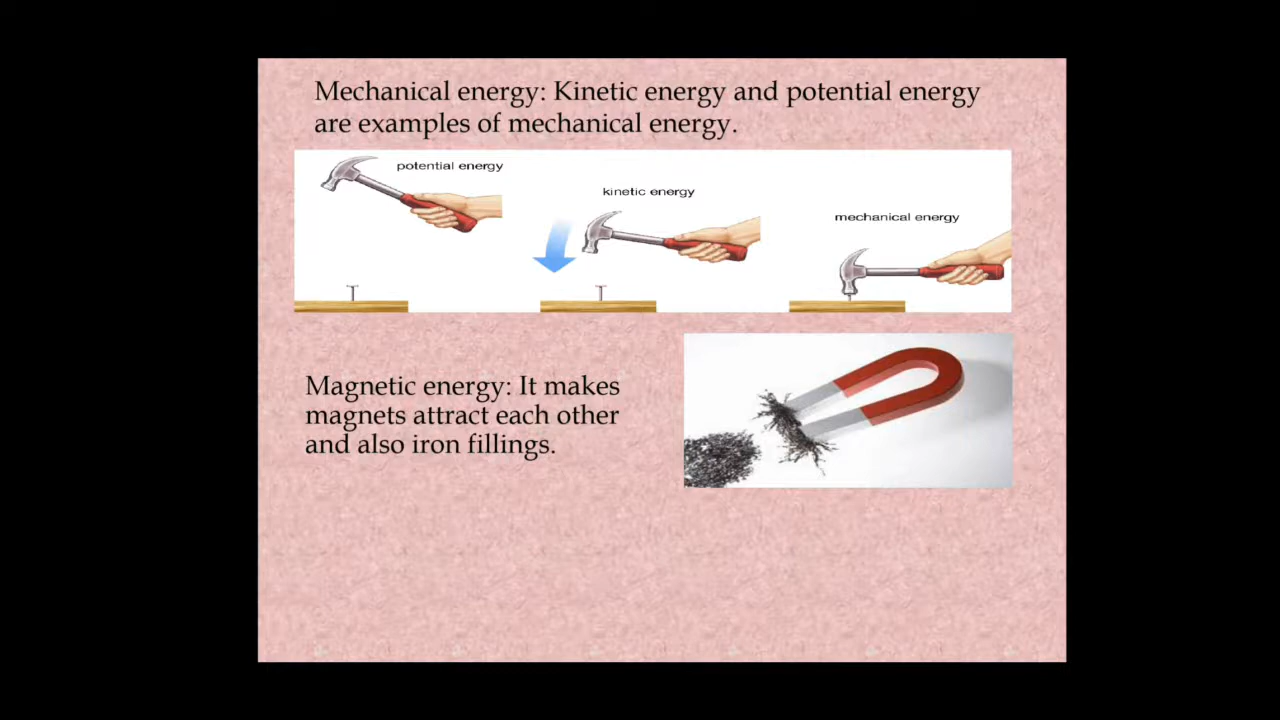 Mechanical energy: Kinetic energy and potential energy
are examples of mechanical energy.
potential energy
kinetic energy
mechanical energy
Magnetic energy: It makes
magnets attract each other
and also iron fillings.